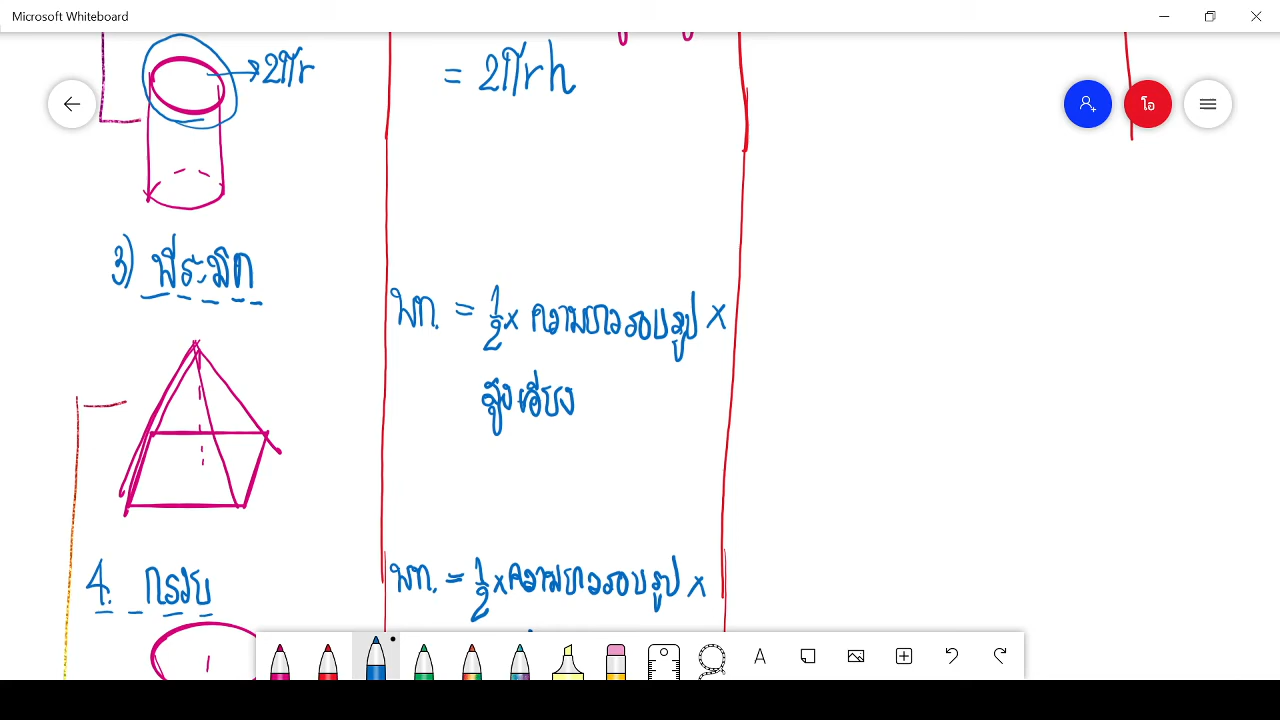 Microsoft Whiteboard
2πr
= 2πrh
โอ
3) พีระมิด
พท. = 1/2 x ความยาวรอบรูป x
สูงเอียง
4. กรวย
พท. = 1/2 x ความยาวรอบรูป x
A